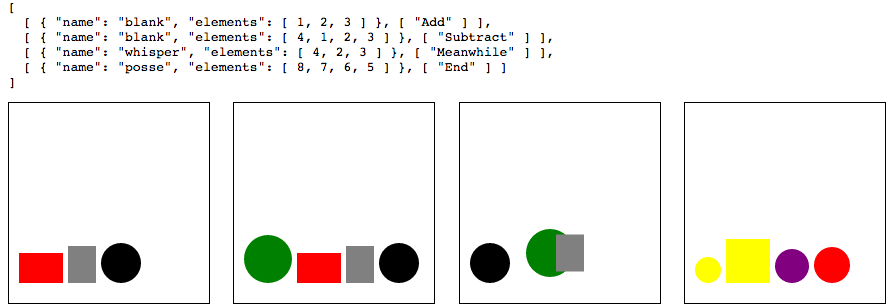 [
  [ { "name": "blank", "elements": [ 1, 2, 3 ] }, [ "Add" ] ],
  [ { "name": "blank", "elements": [ 4, 1, 2, 3 ] }, [ "Subtract" ] ],
  [ { "name": "whisper", "elements": [ 4, 2, 3 ] }, [ "Meanwhile" ] ],
  [ { "name": "posse", "elements": [ 8, 7, 6, 5 ] }, [ "End" ] ]
]